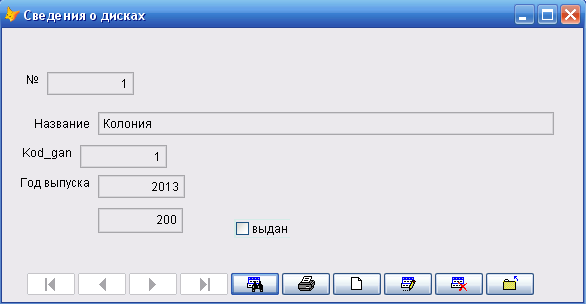 Сведения о дисках
№ 1
Название Колония
Kod_gan 1
Год выпуска 2013
200 выдан